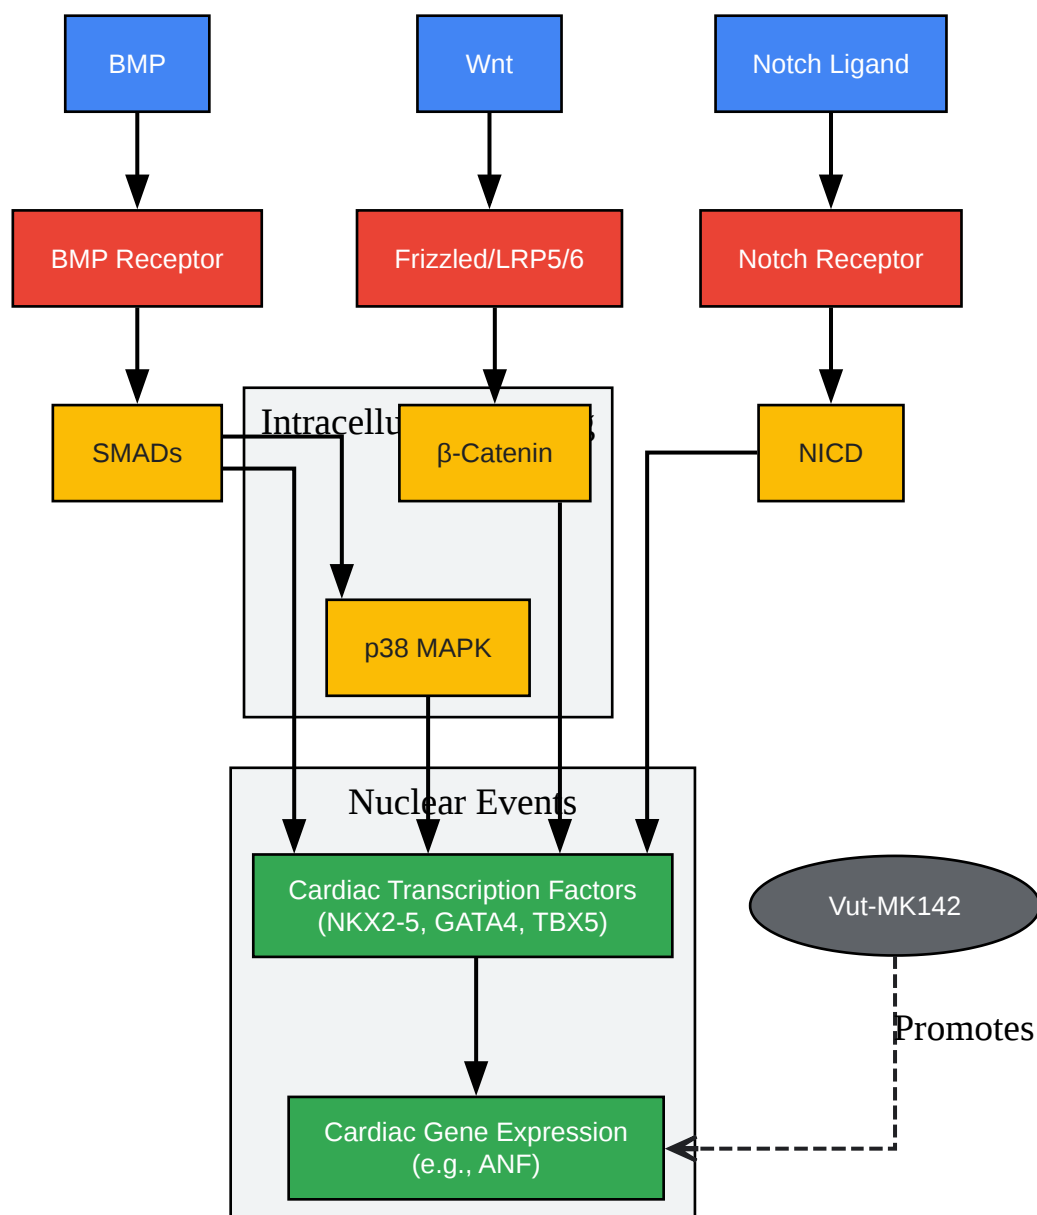 BMP
Wnt
Notch Ligand
BMP Receptor
Frizzled/LRP5/6
Notch Receptor
SMADs
β-Catenin
NICD
p38 MAPK
Nuclear Events
Cardiac Transcription Factors
(NKX2-5, GATA4, TBX5)
Vut-MK142
Promotes
Cardiac Gene Expression
(e.g., ANF)